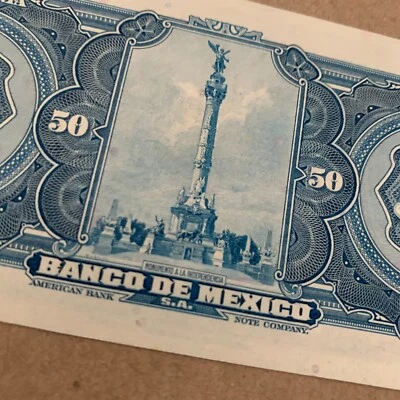 50 50
MONUMENTO A LA INDEPENDENCIA
BANCO DE MEXICO
S.A.
AMERICAN BANK NOTE COMPANY.